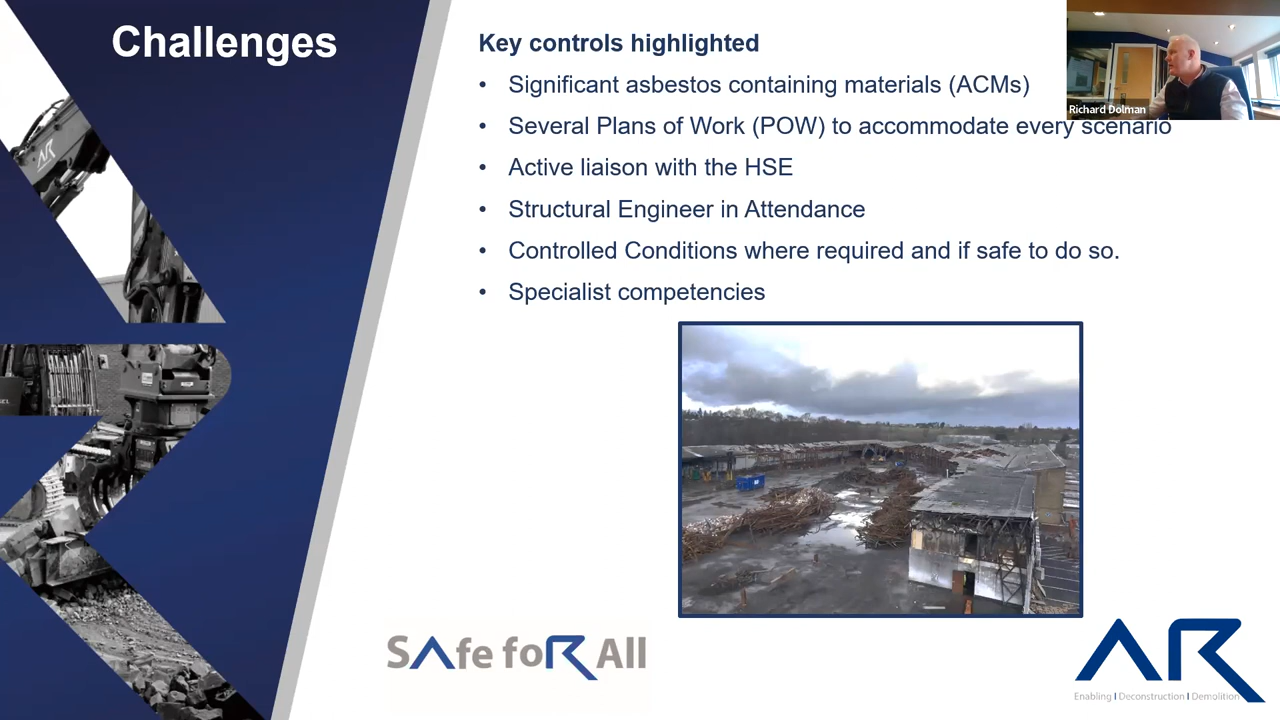 Challenges
Key controls highlighted
• Significant asbestos containing materials (ACMs)
• Several Plans of Work (POW) to accommodate every scenario
• Active liaison with the HSE
• Structural Engineer in Attendance
• Controlled Conditions where required and if safe to do so.
• Specialist competencies
Richard Dolman
AR
SAfe foR All
AR
Enabling | Deconstruction | Demolition